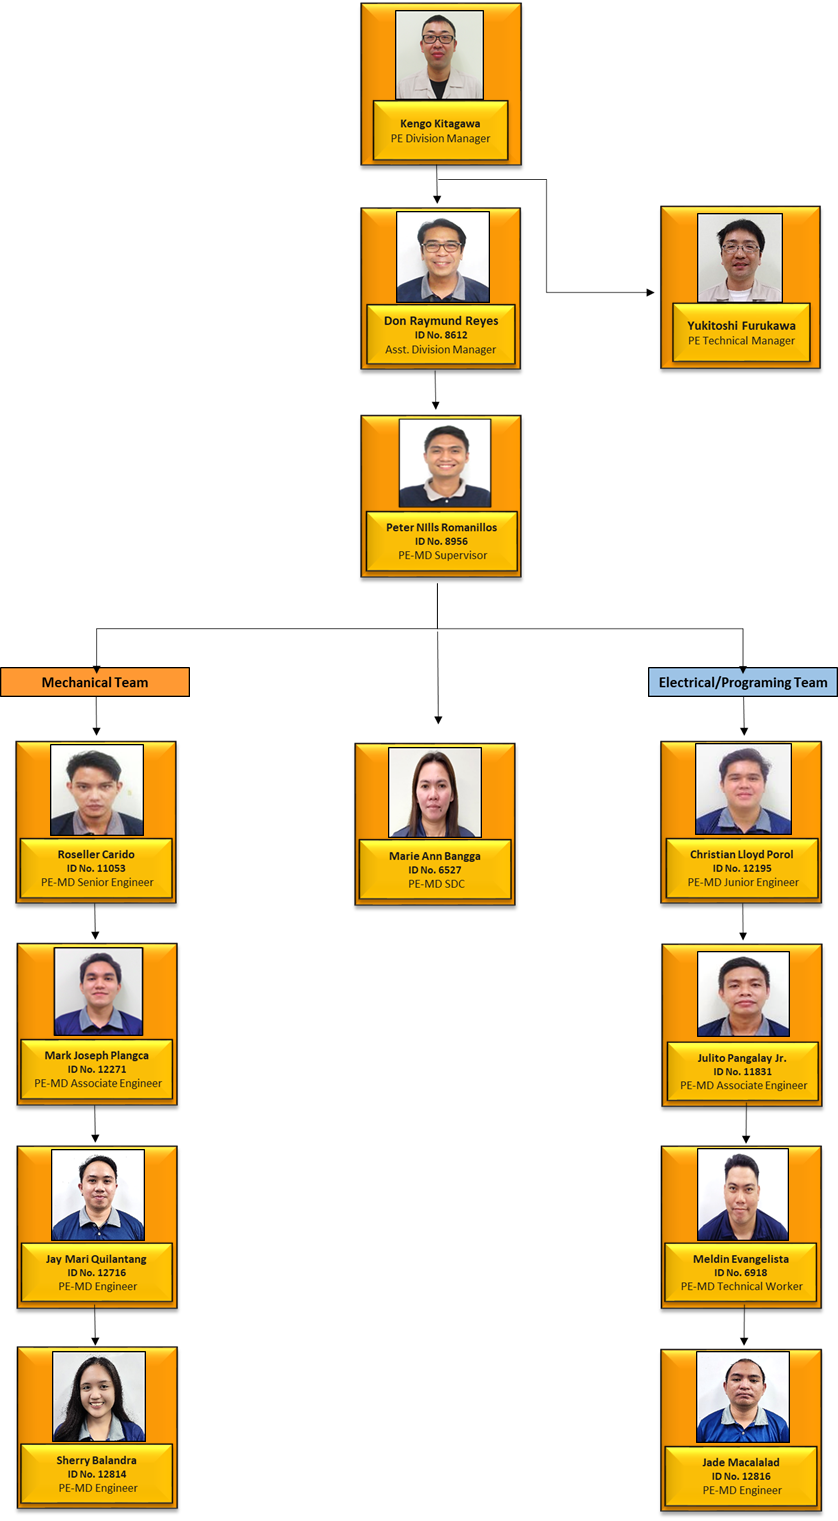 Kengo Kitagawa
PE Division Manager
Don Raymund Reyes
ID No. 8612
Asst. Division Manager
Yukitoshi Furukawa
PE Technical Manager
Peter NIlls Romanillos
ID No. 8956
PE-MD Supervisor
Mechanical Team
Electrical/Programing Team
Roseller Carido
ID No. 11053
PE-MD Senior Engineer
Marie Ann Bangga
ID No. 6527
PE-MD SDC
Christian Lloyd Porol
ID No. 12195
PE-MD Junior Engineer
Mark Joseph Plangca
ID No. 12271
PE-MD Associate Engineer
Julito Pangalay Jr.
ID No. 11831
PE-MD Associate Engineer
Jay Mari Quilantang
ID No. 12716
PE-MD Engineer
Meldin Evangelista
ID No. 6918
PE-MD Technical Worker
Sherry Balandra
ID No. 12814
PE-MD Engineer
Jade Macalalad
ID No. 12816
PE-MD Engineer